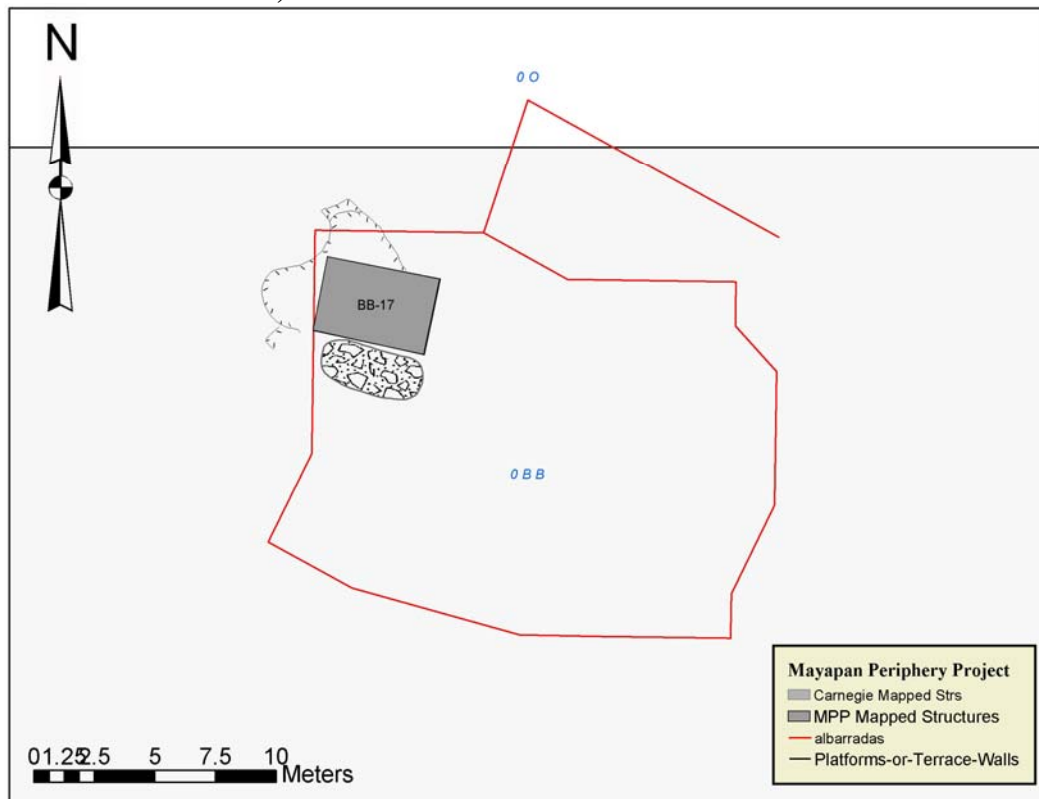 N
0 O
BB-17
0 B B
Mayapan Periphery Project
Carnegie Mapped Strs
MPP Mapped Structures
albarradas
Platforms-or-Terrace-Walls
01.252.5 5 7.5 10
Meters